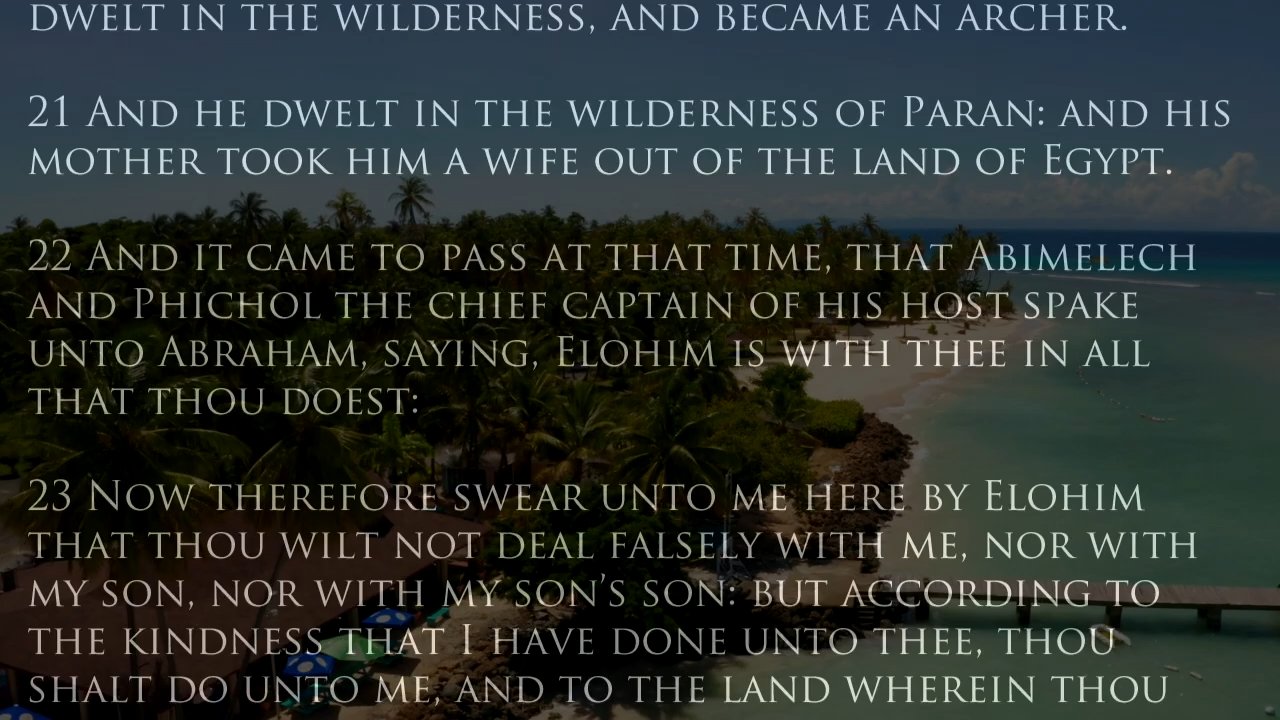 DWELT IN THE WILDERNESS, AND BECAME AN ARCHER.
21 AND HE DWELT IN THE WILDERNESS OF PARAN: AND HIS
MOTHER TOOK HIM A WIFE OUT OF THE LAND OF EGYPT.
22 AND IT CAME TO PASS AT THAT TIME, THAT ABIMELECH
AND PHICHOL THE CHIEF CAPTAIN OF HIS HOST SPAKE
UNTO ABRAHAM, SAYING, ELOHIM IS WITH THEE IN ALL
THAT THOU DOEST:
23 NOW THEREFORE SWEAR UNTO ME HERE BY ELOHIM
THAT THOU WILT NOT DEAL FALSELY WITH ME, NOR WITH
MY SON, NOR WITH MY SON’S SON: BUT ACCORDING TO
THE KINDNESS THAT I HAVE DONE UNTO THEE, THOU
SHALT DO UNTO ME, AND TO THE LAND WHEREIN THOU